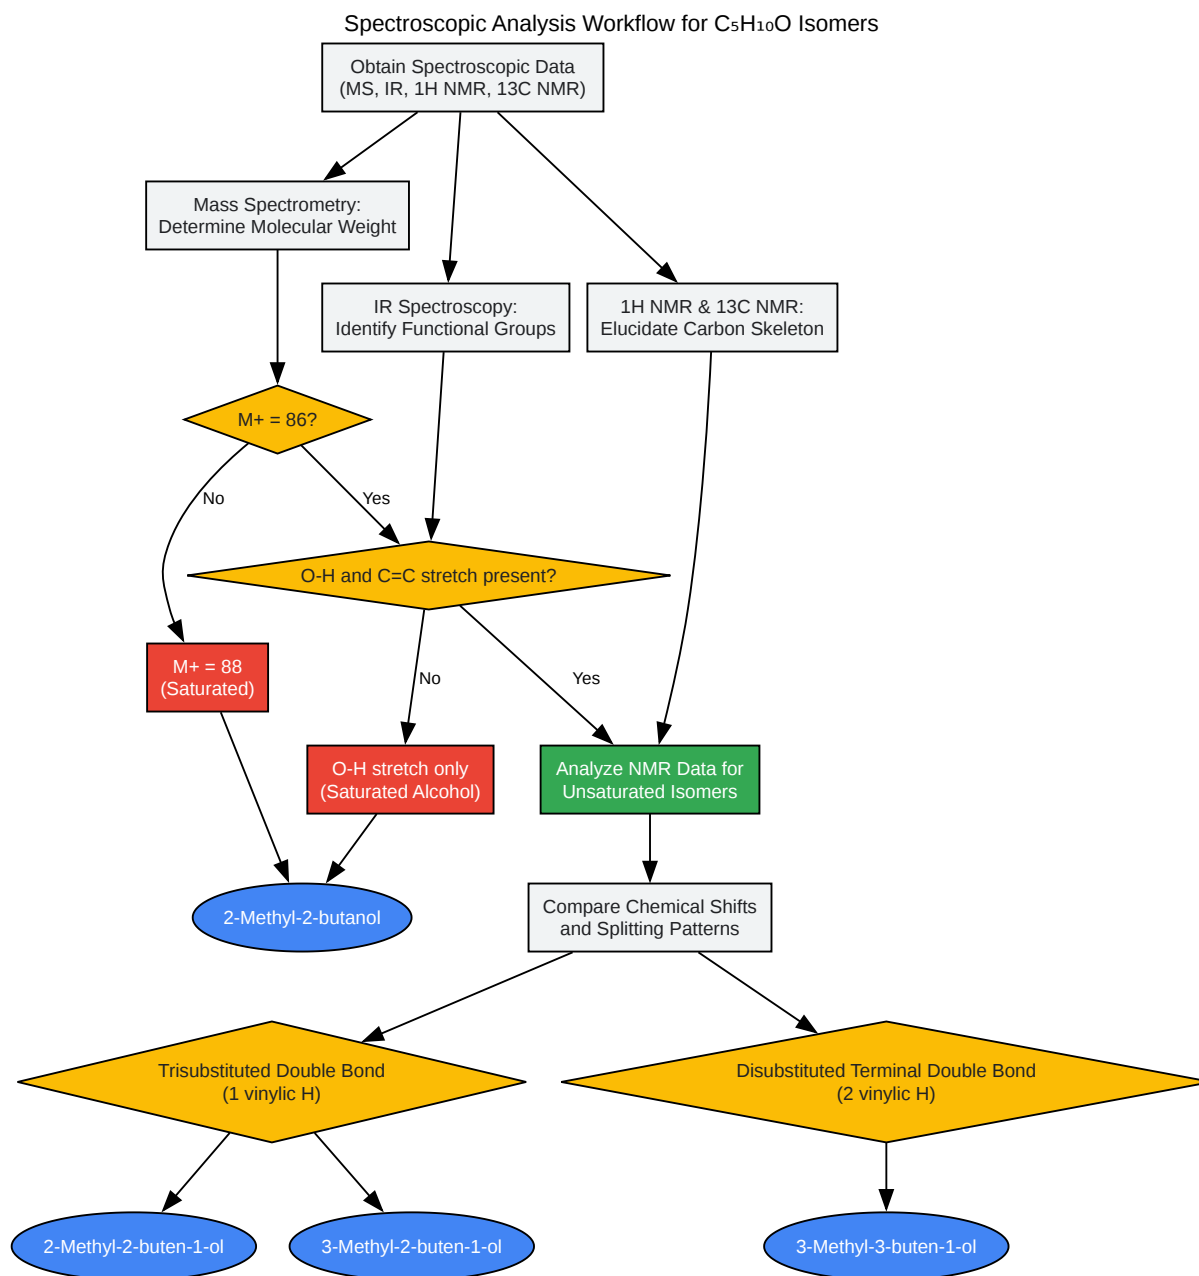 Spectroscopic Analysis Workflow for C₅H₁₀O Isomers
Obtain Spectroscopic Data
(MS, IR, 1H NMR, 13C NMR)
Mass Spectrometry:
Determine Molecular Weight
IR Spectroscopy:
Identify Functional Groups
1H NMR & 13C NMR:
Elucidate Carbon Skeleton
M+ = 86?
No
Yes
O-H and C=C stretch present?
M+ = 88
(Saturated)
No
Yes
O-H stretch only
(Saturated Alcohol)
Analyze NMR Data for
Unsaturated Isomers
2-Methyl-2-butanol
Compare Chemical Shifts
and Splitting Patterns
Trisubstituted Double Bond
(1 vinylic H)
Disubstituted Terminal Double Bond
(2 vinylic H)
2-Methyl-2-buten-1-ol
3-Methyl-2-buten-1-ol
3-Methyl-3-buten-1-ol